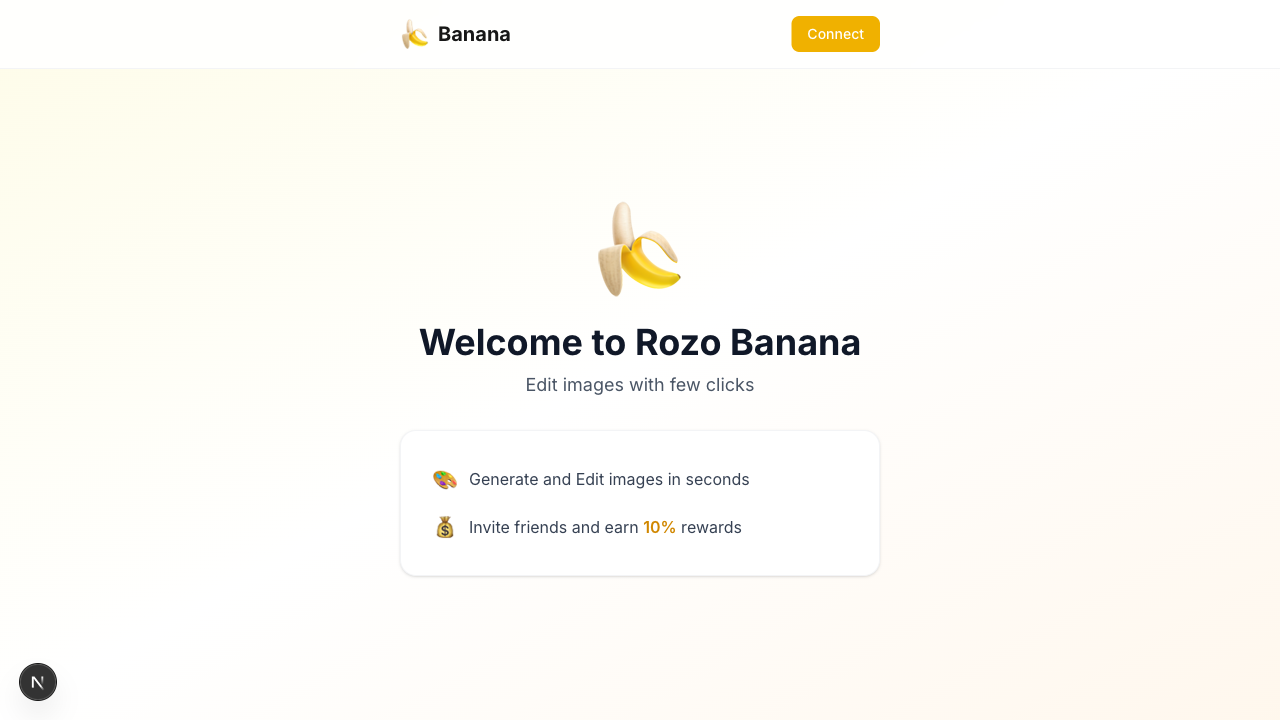 Banana
Connect
Welcome to Rozo Banana
Edit images with few clicks
Generate and Edit images in seconds
$
Invite friends and earn 10% rewards
N